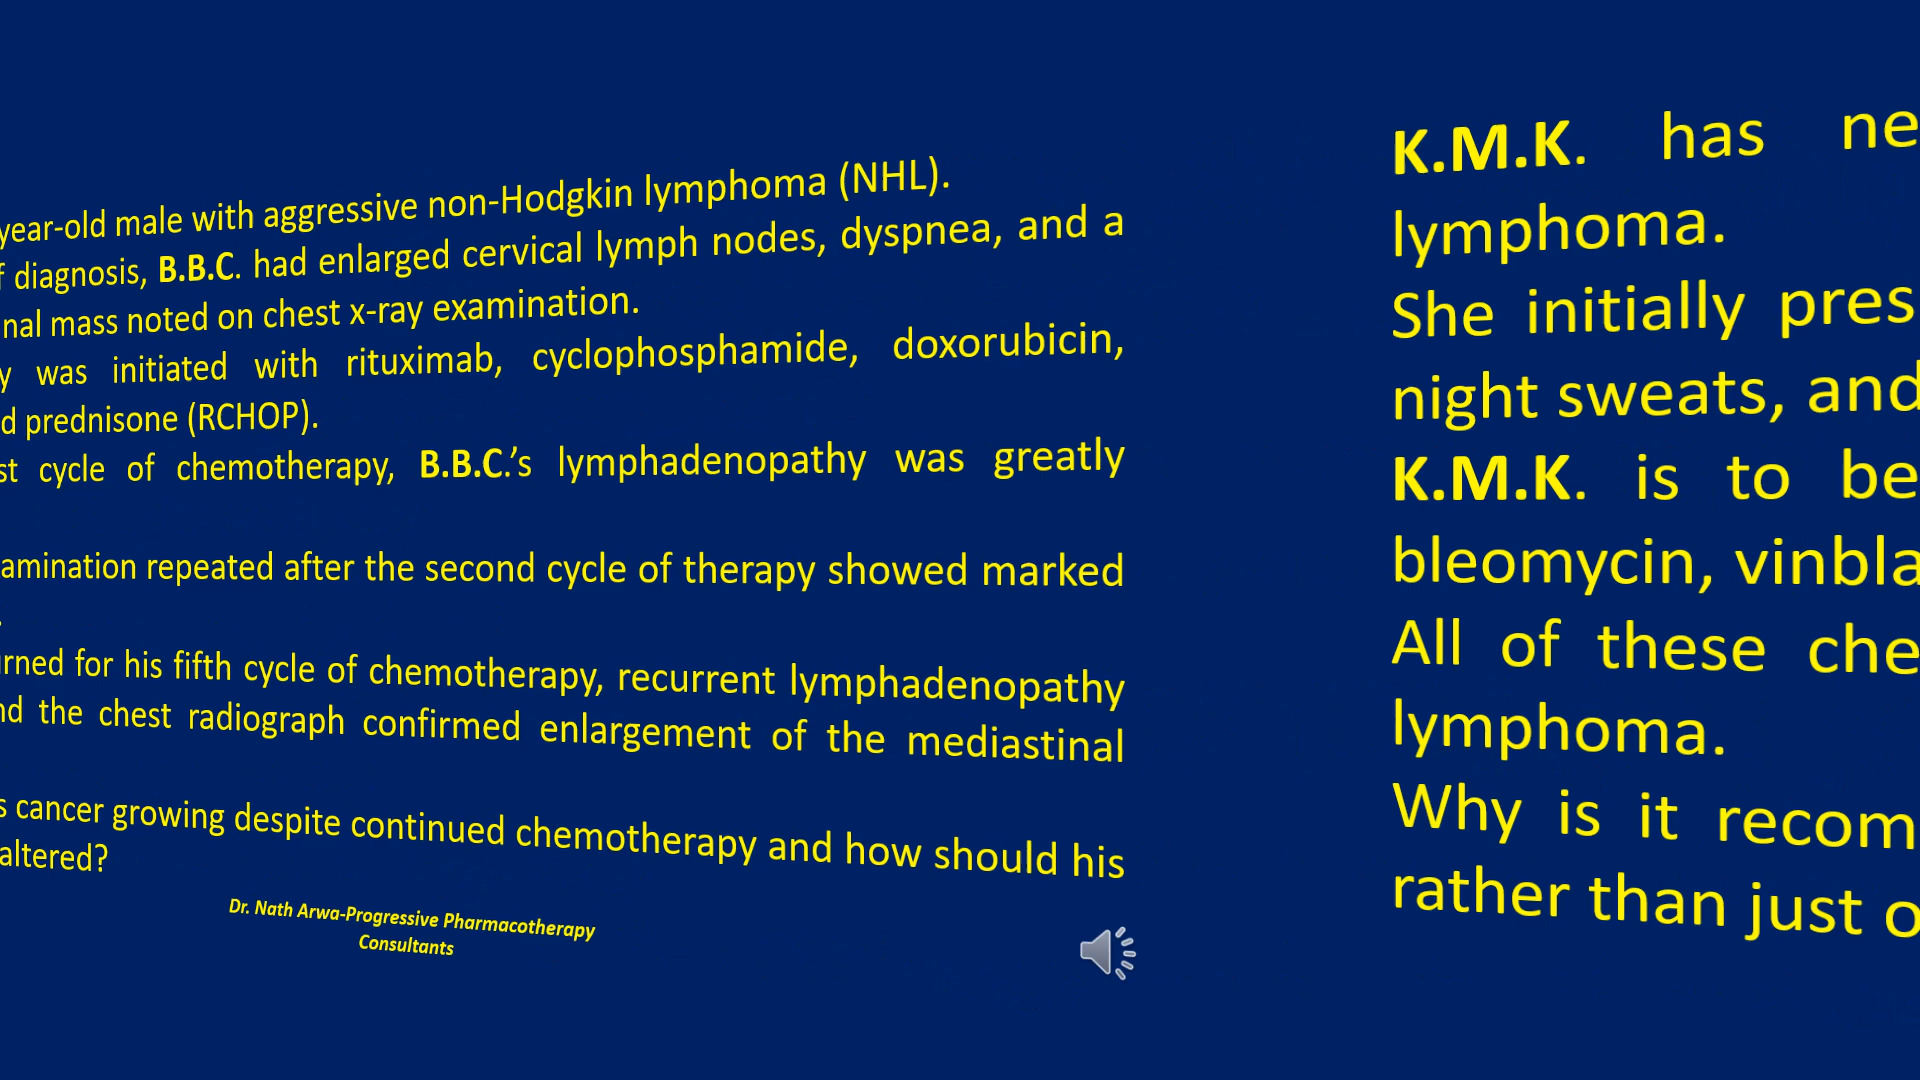 year-old male with aggressive non-Hodgkin lymphoma (NHL).
f diagnosis, B.B.C. had enlarged cervical lymph nodes, dyspnea, and a
nal mass noted on chest x-ray examination.
y was initiated with rituximab, cyclophosphamide, doxorubicin,
d prednisone (RCHOP).
st cycle of chemotherapy, B.B.C.’s lymphadenopathy was greatly
amination repeated after the second cycle of therapy showed marked
.
rned for his fifth cycle of chemotherapy, recurrent lymphadenopathy
nd the chest radiograph confirmed enlargement of the mediastinal
s cancer growing despite continued chemotherapy and how should his
altered?
Dr. Nath Arwa-Progressive Pharmacotherapy
Consultants
K.M.K. has ne
lymphoma.
She initially pres
night sweats, and
K.M.K. is to be
bleomycin, vinbla
All of these che
lymphoma.
Why is it recom
rather than just o